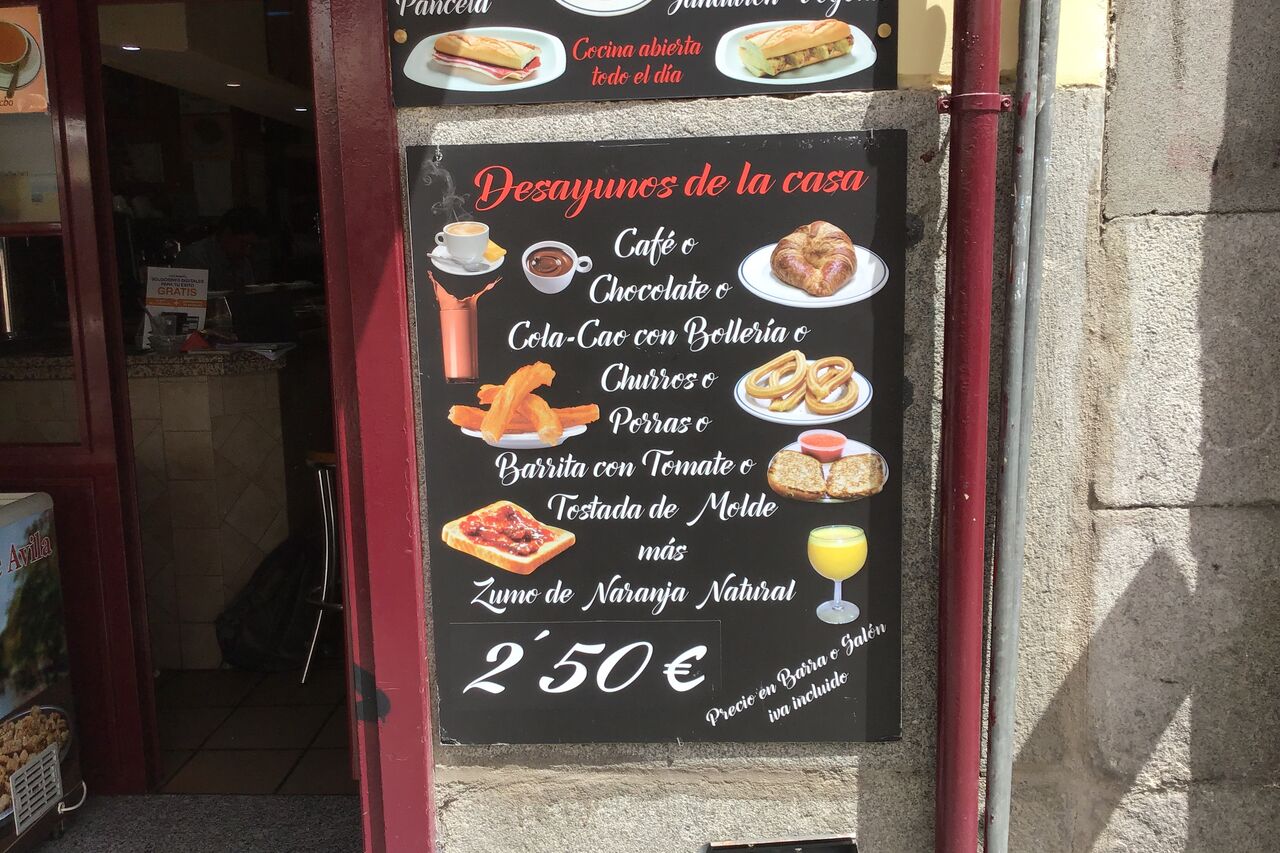 Panceta
Cocina abierta
todo el día
Desayunos de la casa
Café o
Chocolate o
Cola-Cao con Bollería o
Churros o
Porras o
Barrita con Tomate o
Tostada de Molde
más
Zumo de Naranja Natural
2´50 €
Precio en Barra o Salón
iva incluido
GRATIS
Avila